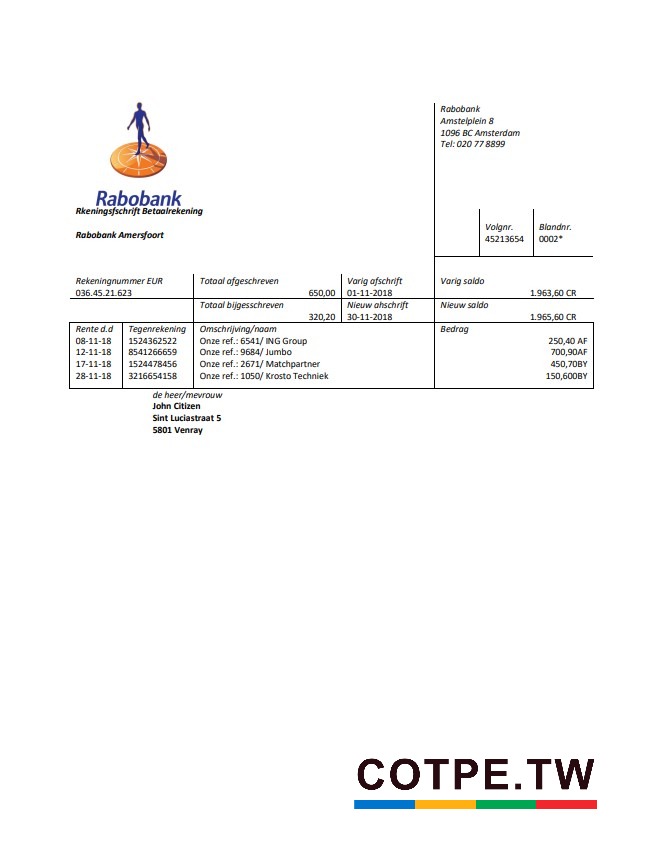 Rabobank
Amstelplein 8
1096 BC Amsterdam
Tel: 020 77 8899
Rabobank
Rkeningsfschrift Betaalrekening
Rabobank Amersfoort
Volgnr. Blandnr.
45213654 0002*
Rekeningnummer EUR Totaal afgeschreven Varig afschrift Varig saldo
036.45.21.623 650,00 01-11-2018 1.963,60 CR
Totaal bijgesschreven Nieuw ahschrift Nieuw saldo
320,20 30-11-2018 1.965,60 CR
Rente d.d Tegenrekening Omschrijving/naam Bedrag
08-11-18 1524362522 Onze ref.: 6541/ ING Group 250,40 AF
12-11-18 8541266659 Onze ref.: 9684/ Jumbo 700,90AF
17-11-18 1524478456 Onze ref.: 2671/ Matchpartner 450,70BY
28-11-18 3216654158 Onze ref.: 1050/ Krosto Techniek 150,600BY
de heer/mevrouw
John Citizen
Sint Luciastraat 5
5801 Venray
COTPE.TW